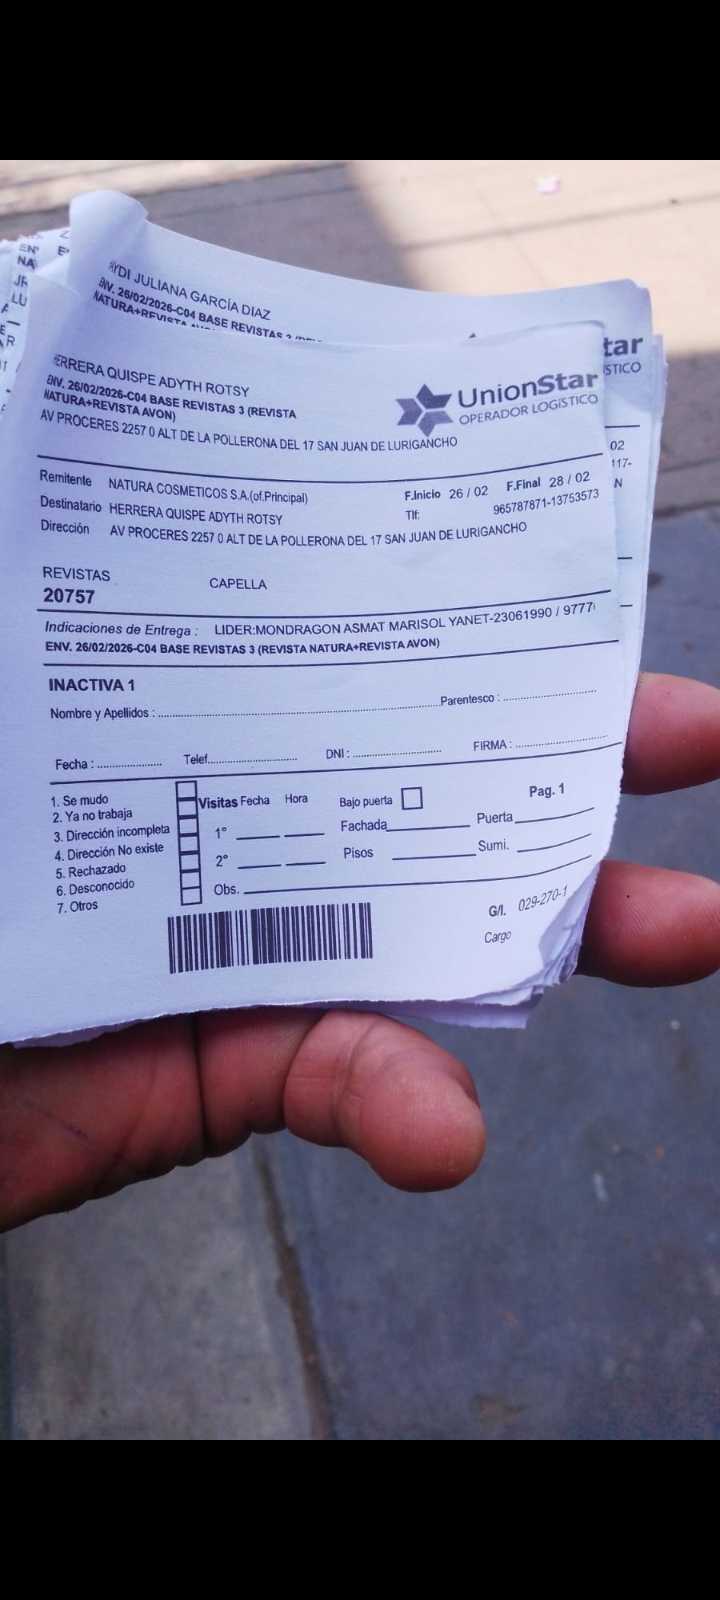 JULIANA GARCÍA DIAZ
ENV. 26/02/2026-C04 BASE REVISTAS 3
NATURA+REVISTA
HERRERA QUISPE ADYTH ROTSY
ENV. 26/02/2026-C04 BASE REVISTAS 3 (REVISTA
NATURA+REVISTA AVON)
AV PROCERES 2257 0 ALT DE LA POLLERONA DEL 17 SAN JUAN DE LURIGANCHO
UnionStar
OPERADOR LOGÍSTICO
Remitente NATURA COSMETICOS S.A.(of.Principal)
F.Inicio 26 / 02 F.Final 28 / 02
Destinatario HERRERA QUISPE ADYTH ROTSY
Tlf: 965787871-13753573
Dirección AV PROCERES 2257 0 ALT DE LA POLLERONA DEL 17 SAN JUAN DE LURIGANCHO
REVISTAS CAPELLA
20757
Indicaciones de Entrega : LIDER:MONDRAGON ASMAT MARISOL YANET-23061990 / 9777
ENV. 26/02/2026-C04 BASE REVISTAS 3 (REVISTA NATURA+REVISTA AVON)
INACTIVA 1
Nombre y Apellidos : Parentesco :
Fecha : Telef. DNI : FIRMA :
1. Se mudo
2. Ya no trabaja
3. Dirección incompleta
4. Dirección No existe
5. Rechazado
6. Desconocido
7. Otros
Visitas Fecha Hora
1°
2°
Obs.
Bajo puerta
Pag. 1
Fachada Puerta
Pisos Sumi.
G/I. 029-270-1
Cargo